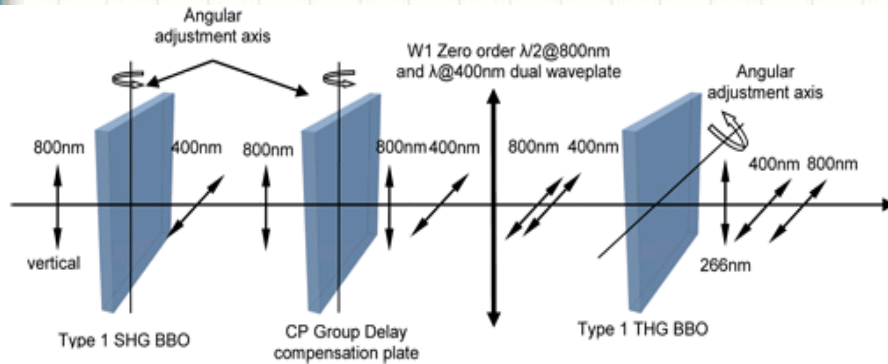 Angular
adjustment axis
W1 Zero order λ/2@800nm
and λ@400nm dual waveplate
Angular
adjustment axis
800nm
400nm
800nm
800nm 400nm
800nm
400nm
400nm
800nm
vertical
266nm
Type 1 SHG BBO
CP Group Delay
compensation plate
Type 1 THG BBO